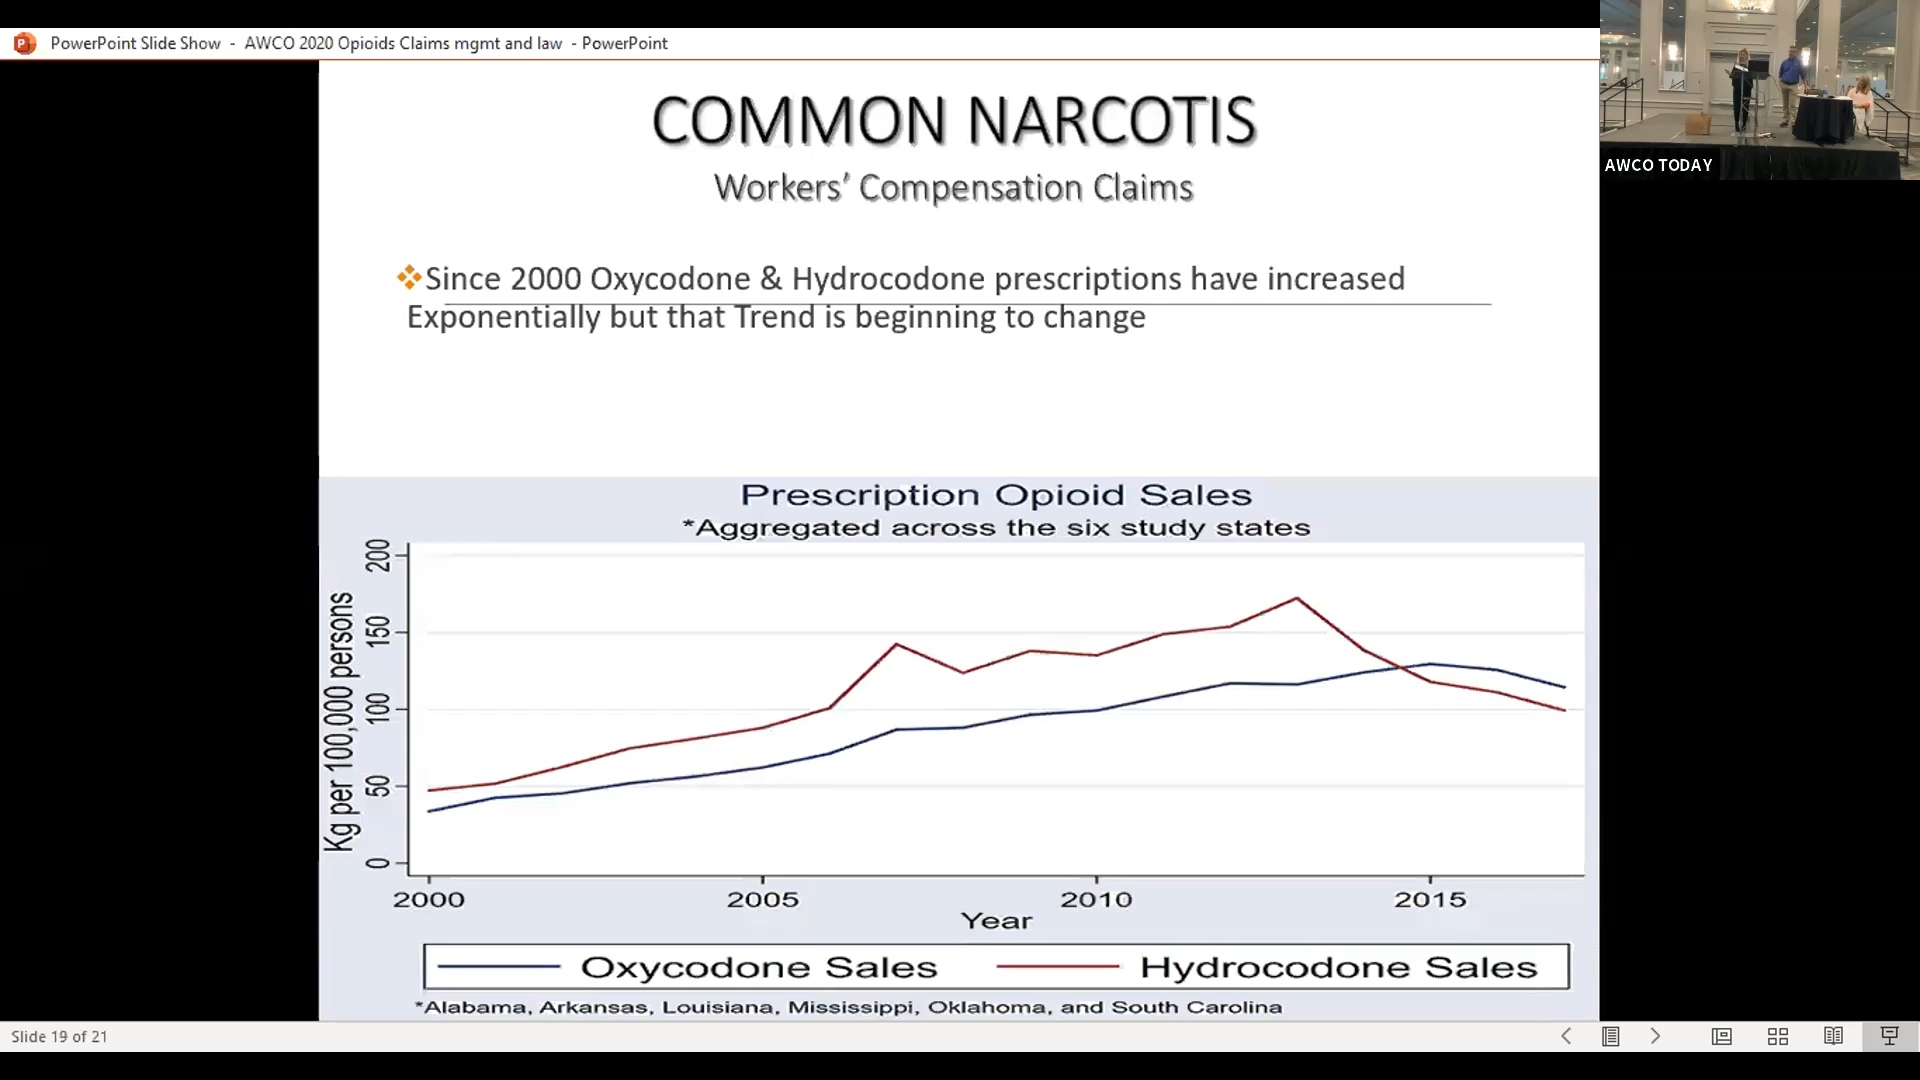 PowerPoint Slide Show - AWCO 2020 Opioids Claims mgmt and law - PowerPoint
AWCO TODAY
COMMON NARCOTIS
Workers' Compensation Claims
Since 2000 Oxycodone & Hydrocodone prescriptions have increased
Exponentially but that Trend is beginning to change
Prescription Opioid Sales
*Aggregated across the six study states
Kg per 100,000 persons
200
150
100
50
0
2000 2005 2010 2015
Year
Oxycodone Sales Hydrocodone Sales
*Alabama, Arkansas, Louisiana, Mississippi, Oklahoma, and South Carolina
Slide 19 of 21